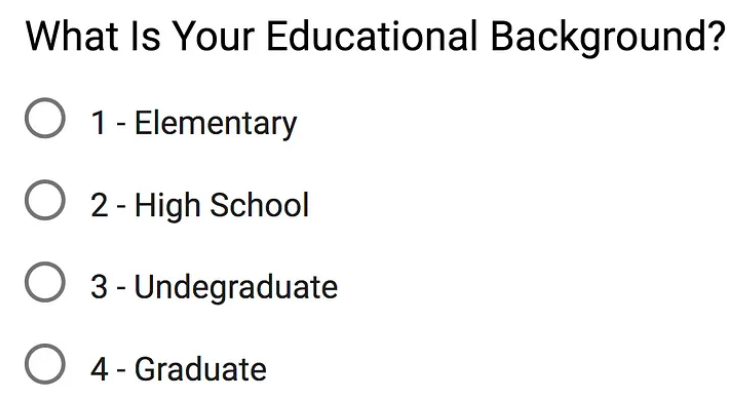 What Is Your Educational Background?
1 - Elementary
2 - High School
3 - Undegraduate
4 - Graduate